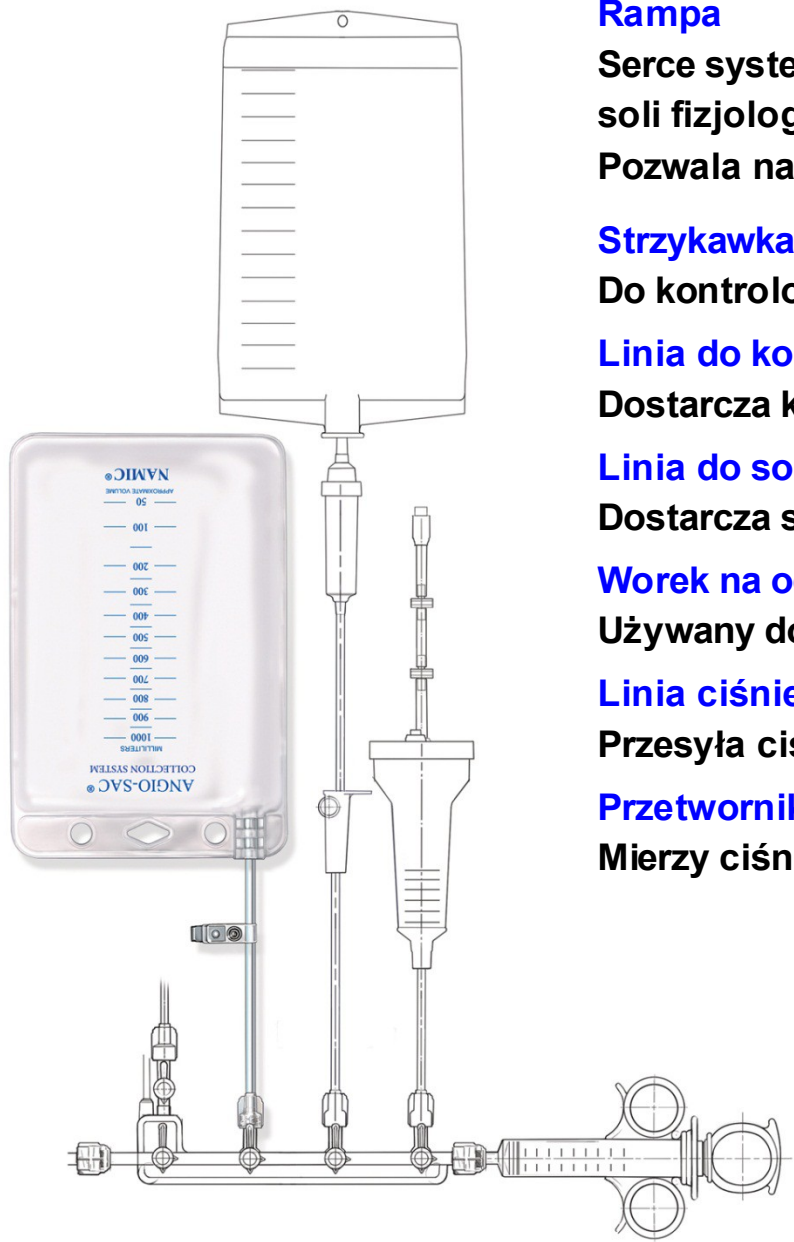 Rampa
Serce syste
soli fizjolog
Pozwala na
Strzykawka
Do kontrolo
Linia do ko
Dostarcza k
Linia do so
Dostarcza s
Worek na o
Używany do
Linia ciśnie
Przesyła ciś
Przetwornik
Mierzy ciśn
NAMIC®
APPROXIMATE VOLUME
50
100
200
300
400
500
600
700
800
900
1000
MILLILITERS
COLLECTION SYSTEM
ANGIO-SAC®